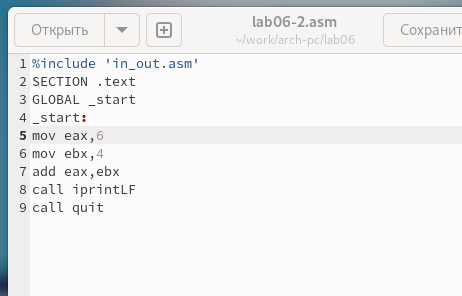 Открыть
lab06-2.asm
~/work/arch-pc/lab06
Сохранит
1 %include 'in_out.asm'
2 SECTION .text
3 GLOBAL _start
4 _start:
5 mov eax,6
6 mov ebx,4
7 add eax,ebx
8 call iprintLF
9 call quit